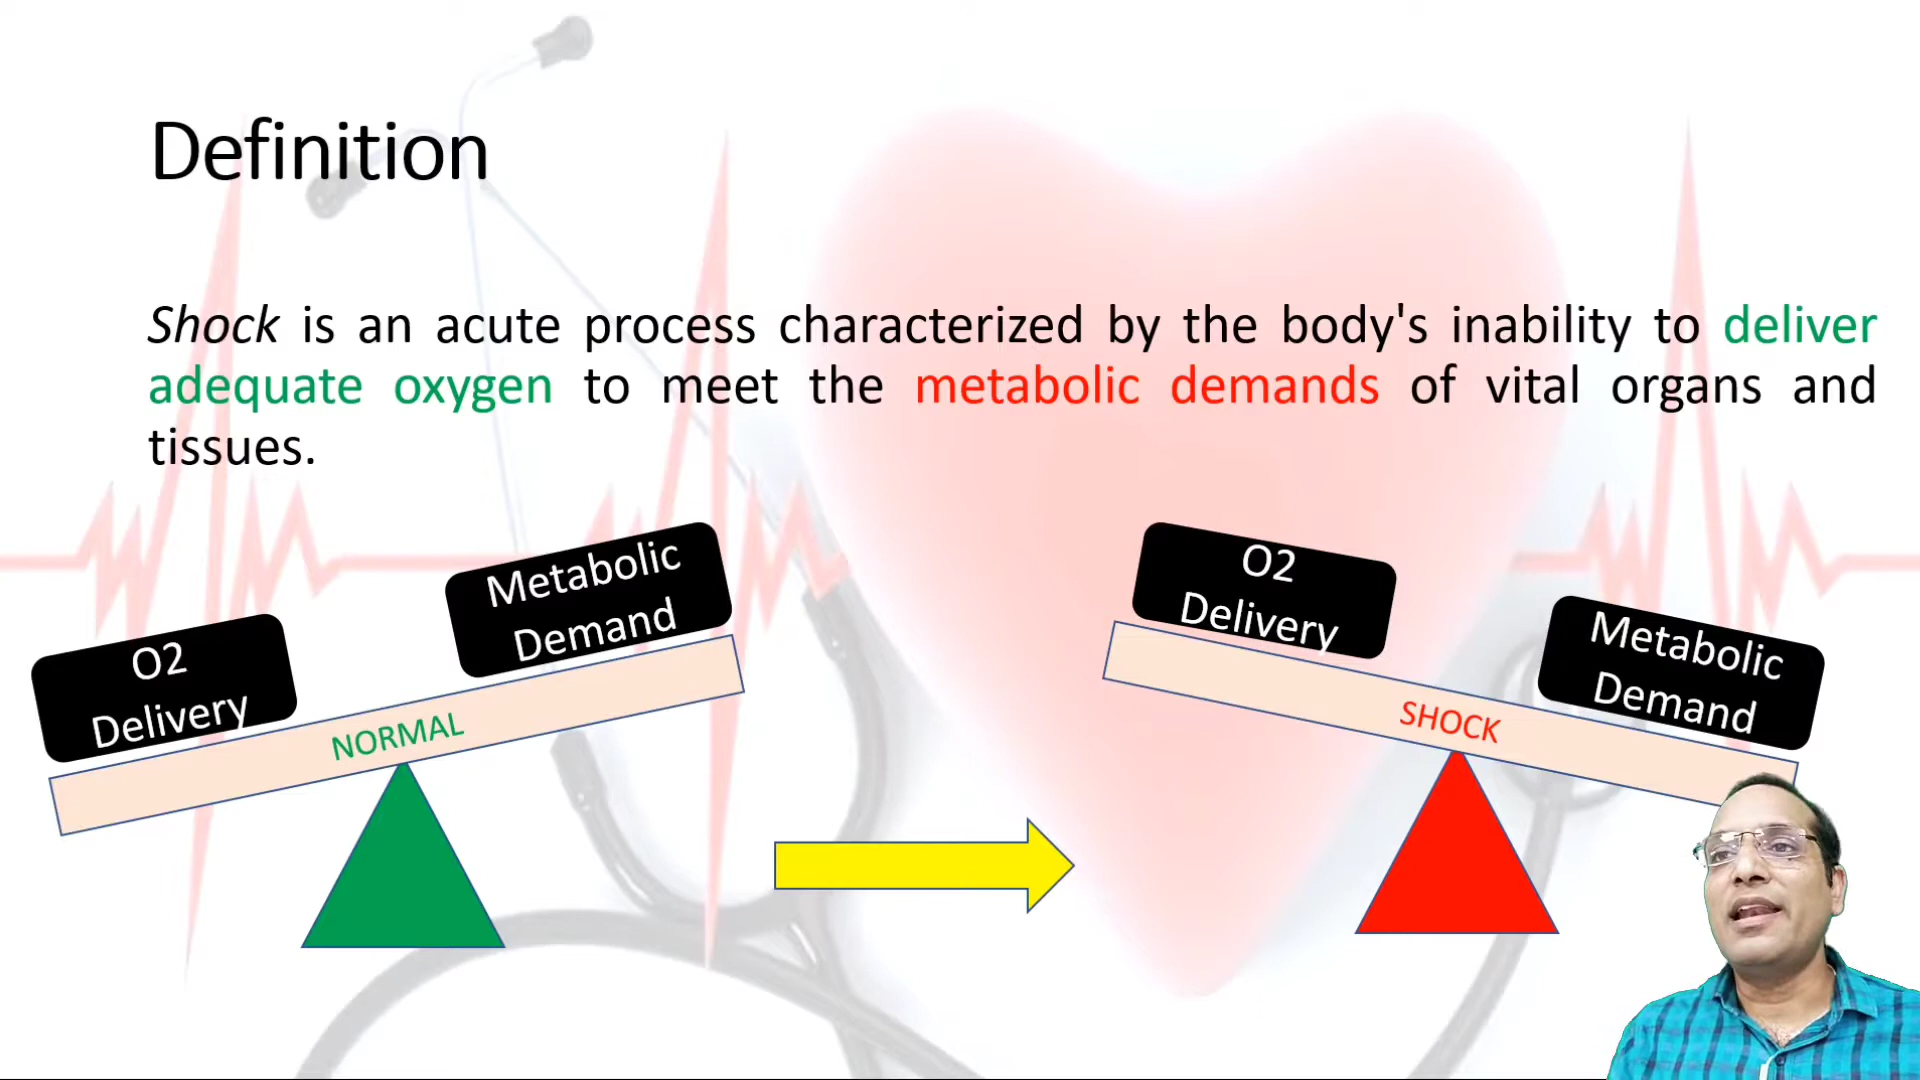 Definition
Shock is an acute process characterized by the body's inability to deliver
adequate oxygen to meet the metabolic demands of vital organs and
tissues.
O2
Delivery
Metabolic
Demand
NORMAL
O2
Delivery
Metabolic
Demand
SHOCK